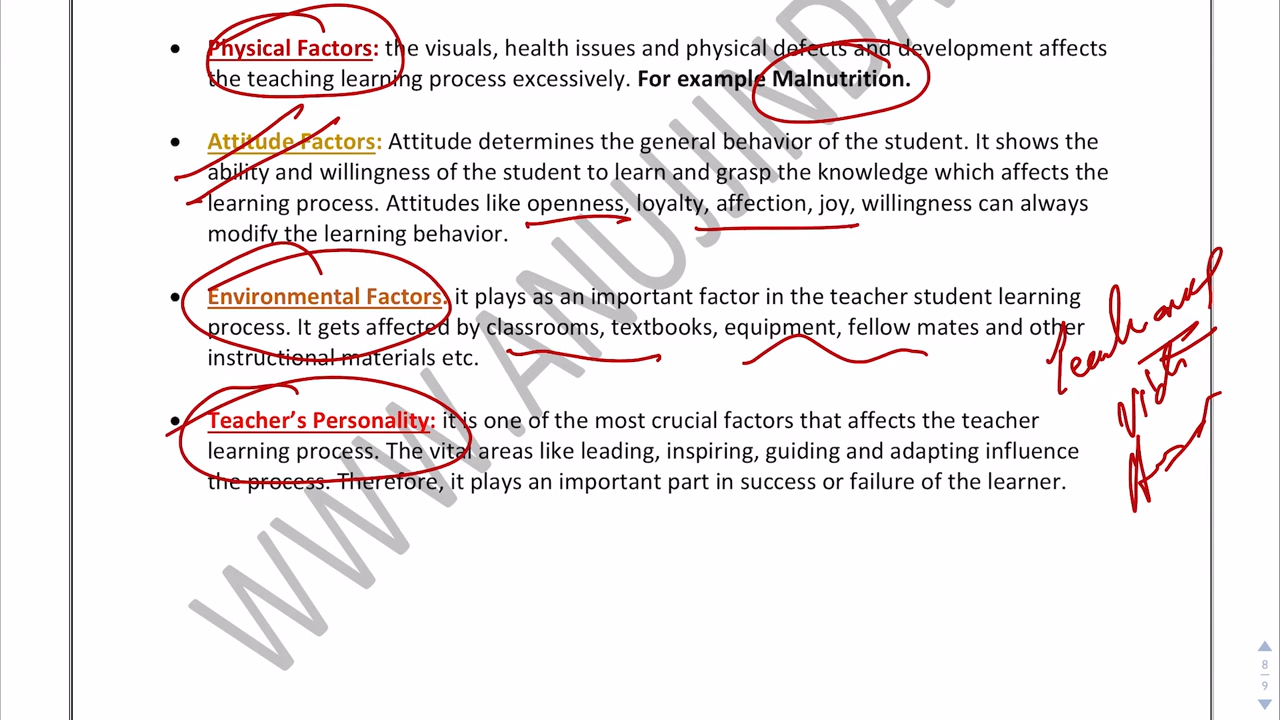 • Physical Factors: the visuals, health issues and physical defects and development affects
the teaching learning process excessively. For example Malnutrition.
• Attitude Factors: Attitude determines the general behavior of the student. It shows the
ability and willingness of the student to learn and grasp the knowledge which affects the
learning process. Attitudes like openness, loyalty, affection, joy, willingness can always
modify the learning behavior.
• Environmental Factors: it plays as an important factor in the teacher student learning
process. It gets affected by classrooms, textbooks, equipment, fellow mates and other
instructional materials etc.
• Teacher’s Personality: it is one of the most crucial factors that affects the teacher
learning process. The vital areas like leading, inspiring, guiding and adapting influence
the process. Therefore, it plays an important part in success or failure of the learner.
WWW.ANUJJINDA
8
9